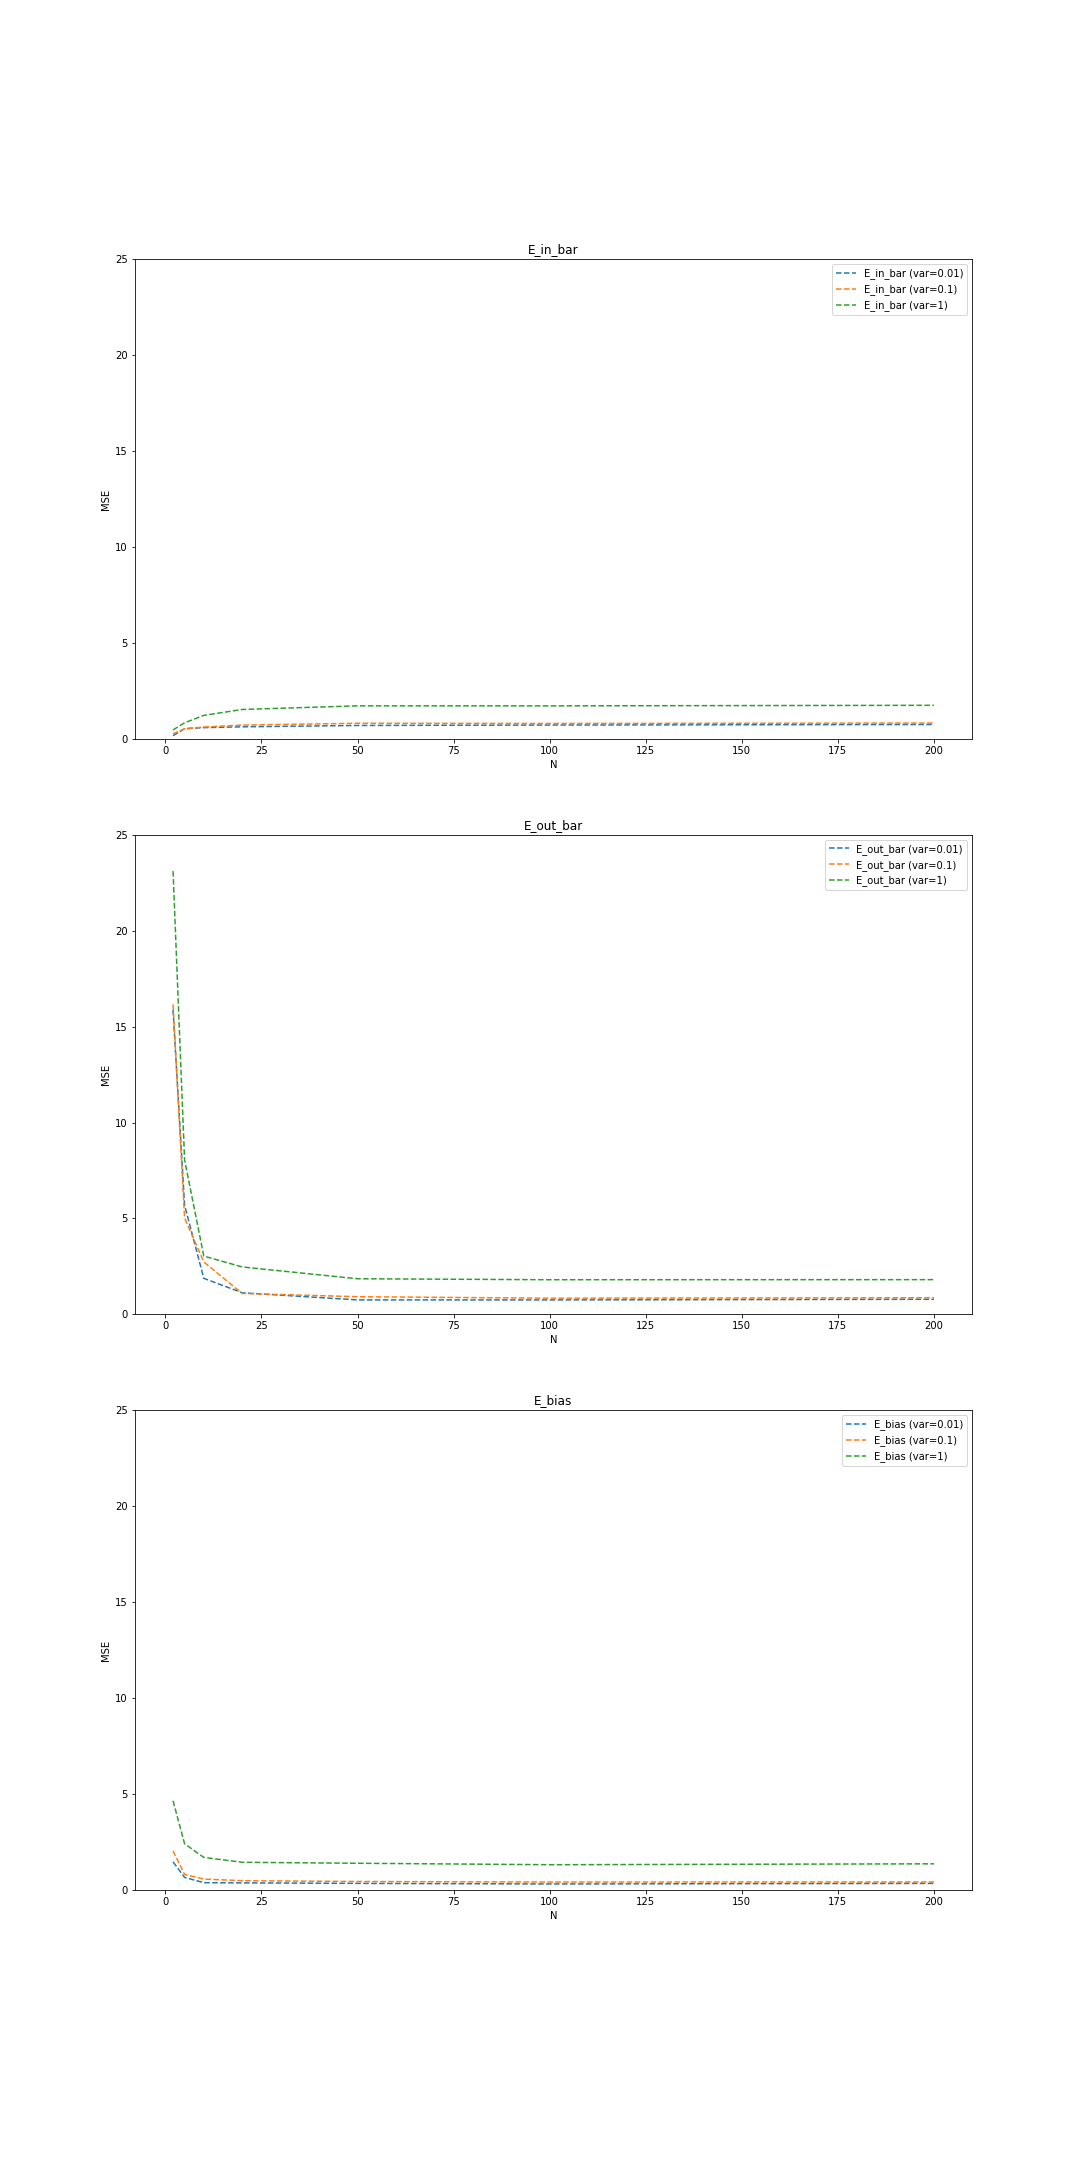 E_in_bar
25
20
15
10
5
0
MSE
E_in_bar (var=0.01)
E_in_bar (var=0.1)
E_in_bar (var=1)
0 25 50 75 100 125 150 175 200
N
E_out_bar
25
20
15
10
5
0
MSE
E_out_bar (var=0.01)
E_out_bar (var=0.1)
E_out_bar (var=1)
0 25 50 75 100 125 150 175 200
N
E_bias
25
20
15
10
5
0
MSE
E_bias (var=0.01)
E_bias (var=0.1)
E_bias (var=1)
0 25 50 75 100 125 150 175 200
N